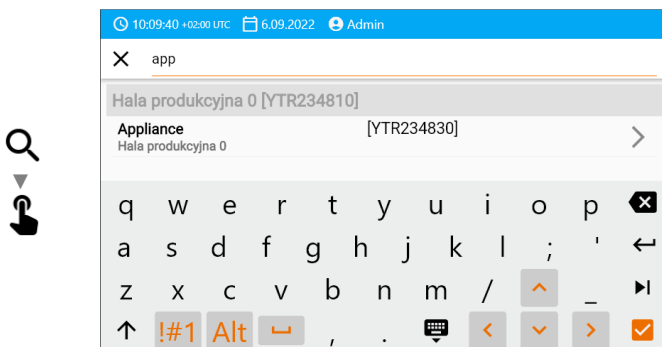 10:09:40 +02:00 UTC 6.09.2022 Admin
app
Hala produkcyjna 0 [YTR234810]
Appliance [YTR234830]
Hala produkcyjna 0
q w e r t y u i o p
a s d f g h j k l ; '
z x c v b n m / _
!#1 Alt , .